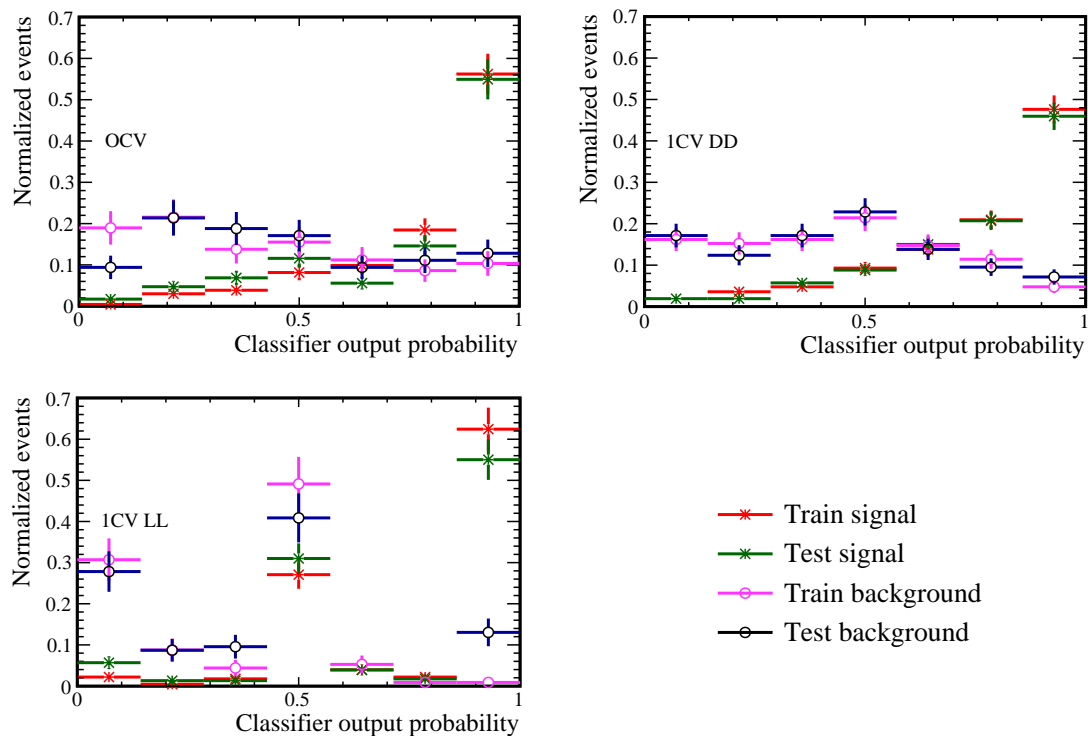 Normalized events
0.7
0.6
0.5
0.4
0.3
0.2
0.1
0
OCV
0 0.5 1
Classifier output probability
Normalized events
0.7
0.6
0.5
0.4
0.3
0.2
0.1
0
1CV DD
0 0.5 1
Classifier output probability
Normalized events
0.7
0.6
0.5
0.4
0.3
0.2
0.1
0
1CV LL
0 0.5 1
Classifier output probability
Train signal
Test signal
Train background
Test background